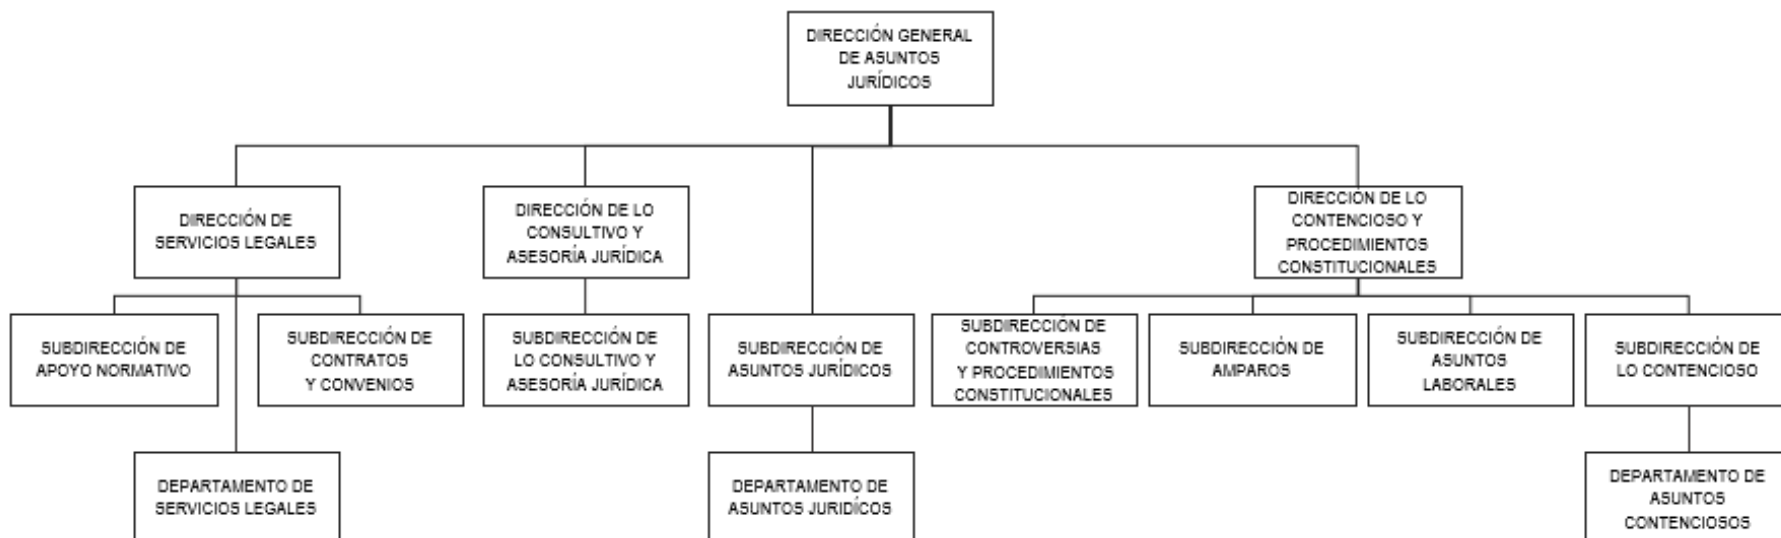 DIRECCIÓN GENERAL
DE ASUNTOS
JURÍDICOS
DIRECCIÓN DE
SERVICIOS LEGALES
DIRECCIÓN DE LO
CONSULTIVO Y
ASESORÍA JURÍDICA
DIRECCIÓN DE LO
CONTENCIOSO Y
PROCEDIMIENTOS
CONSTITUCIONALES
SUBDIRECCIÓN DE
APOYO NORMATIVO
SUBDIRECCIÓN DE
CONTRATOS
Y CONVENIOS
SUBDIRECCIÓN DE
LO CONSULTIVO Y
ASESORÍA JURÍDICA
SUBDIRECCIÓN DE
ASUNTOS JURÍDICOS
SUBDIRECCIÓN DE
CONTROVERSIAS
Y PROCEDIMIENTOS
CONSTITUCIONALES
SUBDIRECCIÓN DE
AMPAROS
SUBDIRECCIÓN DE
ASUNTOS
LABORALES
SUBDIRECCIÓN DE
LO CONTENCIOSO
DEPARTAMENTO DE
SERVICIOS LEGALES
DEPARTAMENTO DE
ASUNTOS JURIDÍCOS
DEPARTAMENTO DE
ASUNTOS
CONTENCIOSOS